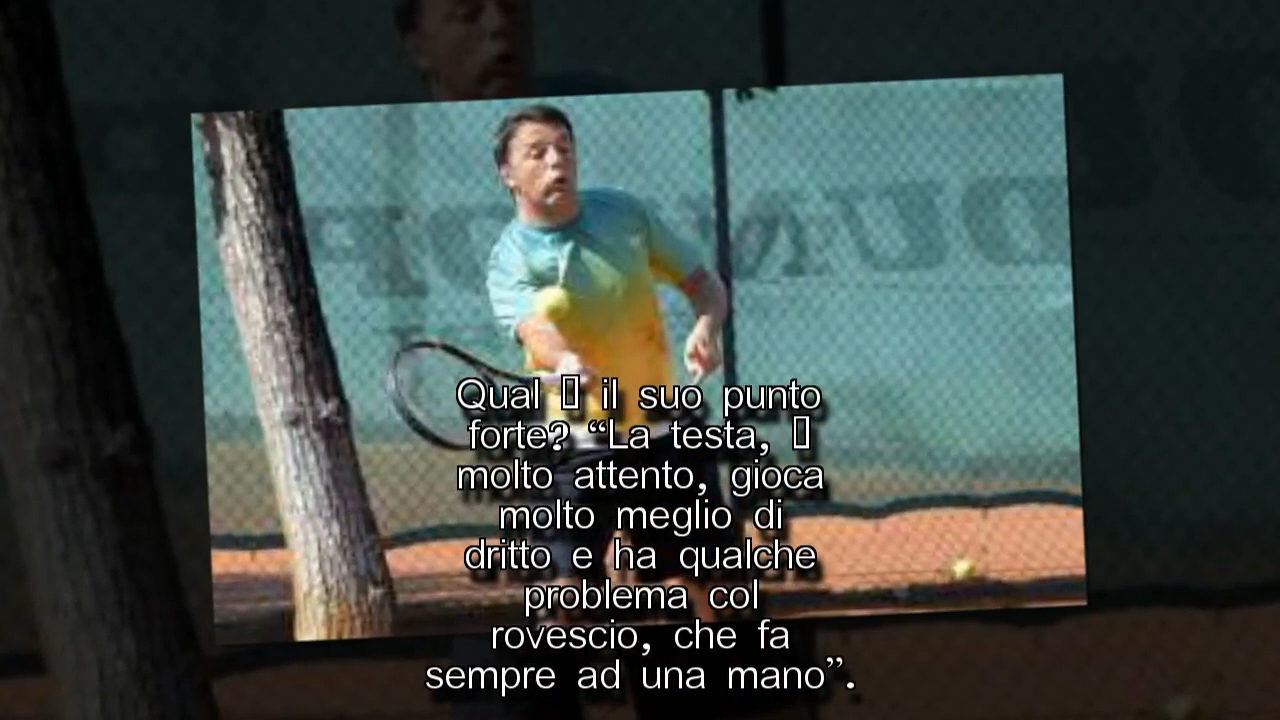 Qual ▯ il suo punto
forte? “La testa, ▯
molto attento, gioca
molto meglio di
dritto e ha qualche
problema col
rovescio, che fa
sempre ad una mano”.